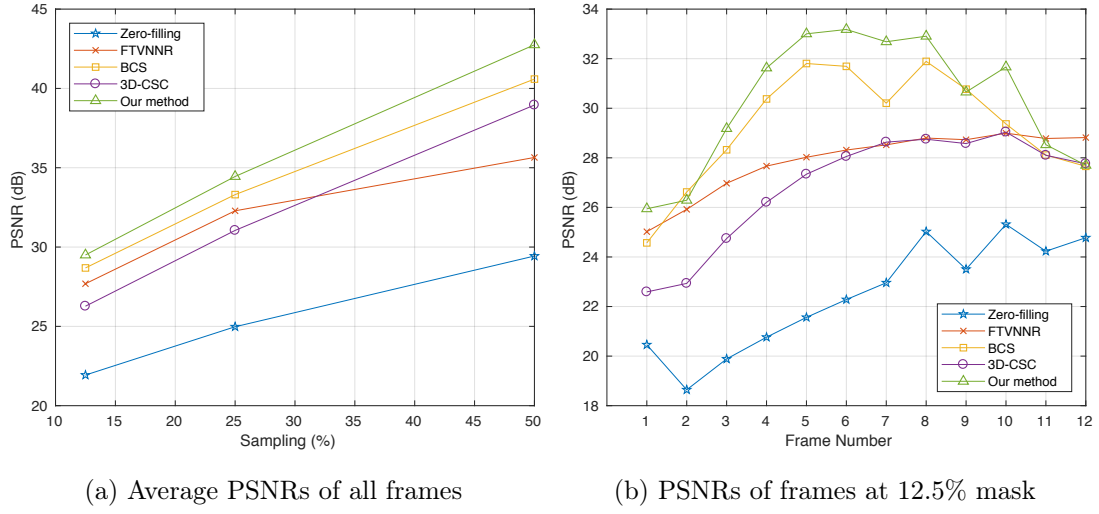 45
40
35
30
25
20
PSNR (dB)
10 15 20 25 30 35 40 45 50
Sampling (%)
Zero-filling
FTVNNR
BCS
3D-CSC
Our method
(a) Average PSNRs of all frames
34
32
30
28
26
24
22
20
18
PSNR (dB)
1 2 3 4 5 6 7 8 9 10 11 12
Frame Number
Zero-filling
FTVNNR
BCS
3D-CSC
Our method
(b) PSNRs of frames at 12.5% mask